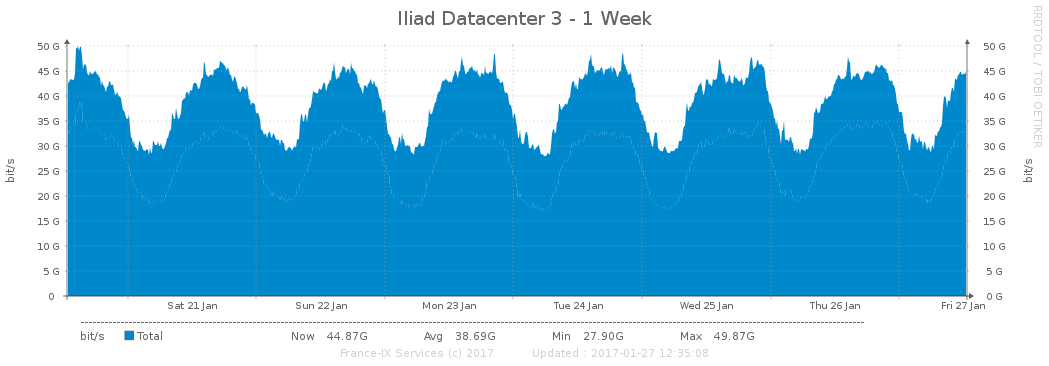 Iliad Datacenter 3 - 1 Week
RRDTOOL / TOBI OETIKER
50 G 50 G
45 G 45 G
40 G 40 G
35 G 35 G
30 G 30 G
25 G 25 G
20 G 20 G
15 G 15 G
10 G 10 G
5 G 5 G
0 0 G
bit/s bit/s
Sat 21 Jan Sun 22 Jan Mon 23 Jan Tue 24 Jan Wed 25 Jan Thu 26 Jan Fri 27 Jan
bit/s Total Now 44.87G Avg 38.69G Min 27.90G Max 49.87G
France-IX Services (c) 2017 Updated : 2017-01-27 12:35:08